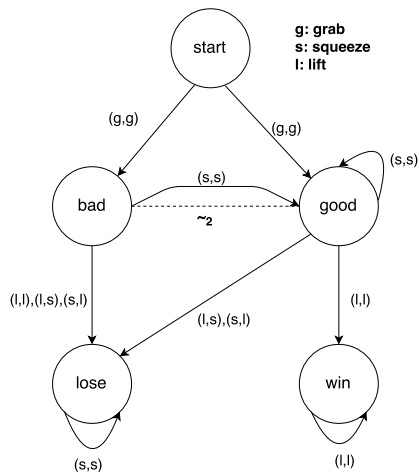 start
g: grab
s: squeeze
l: lift
(g,g)
(g,g)
(s,s)
(s,s)
bad
good
~2
(l,l),(l,s),(s,l)
(l,s),(s,l)
(l,l)
lose
win
(s,s)
(l,l)